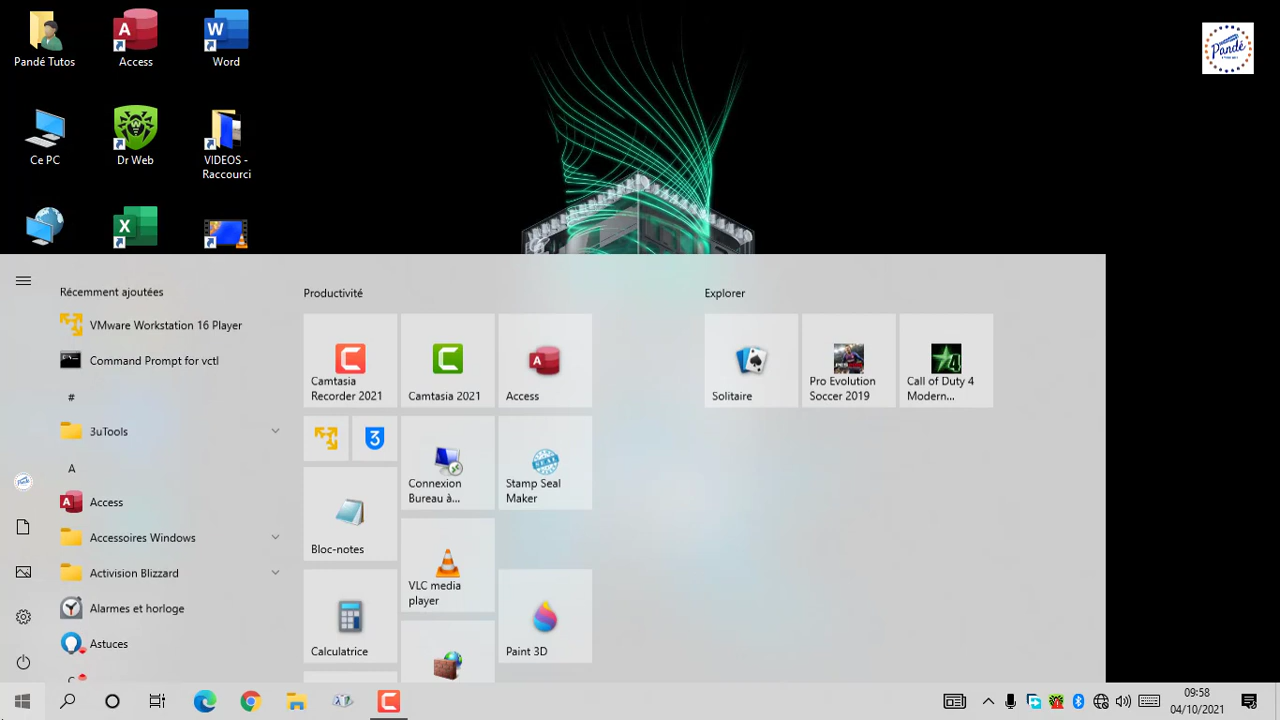 Pandé Tutos
Access
Word
Pandé
Ce PC
Dr Web
VIDEOS -
Raccourci
Récemment ajoutées
VMware Workstation 16 Player
Command Prompt for vctl
#
3uTools
A
Access
Accessoires Windows
Activision Blizzard
Alarmes et horloge
Astuces
Productivité
Camtasia
Recorder 2021
Camtasia 2021
Access
Connexion
Bureau à...
Stamp Seal
Maker
Bloc-notes
VLC media
player
Calculatrice
Paint 3D
Explorer
Solitaire
Pro Evolution
Soccer 2019
Call of Duty 4
Modern...
09:58
04/10/2021